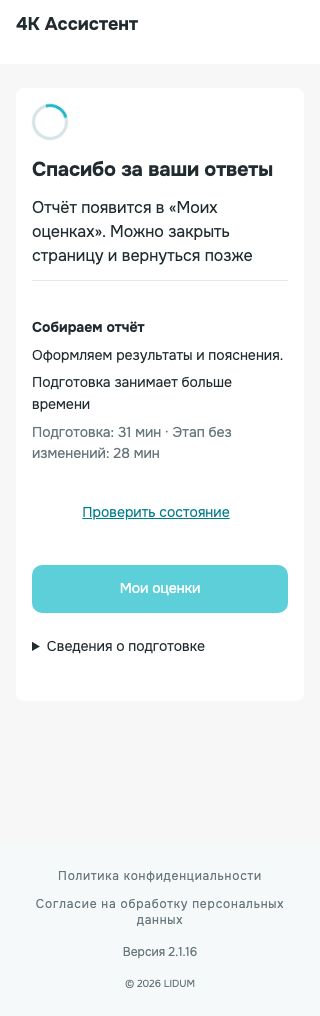 4К Ассистент
Спасибо за ваши ответы
Отчёт появится в «Моих
оценках». Можно закрыть
страницу и вернуться позже
Собираем отчёт
Оформляем результаты и пояснения.
Подготовка занимает больше
времени
Подготовка: 31 мин · Этап без
изменений: 28 мин
Проверить состояние
Мои оценки
Сведения о подготовке
Политика конфиденциальности
Согласие на обработку персональных
данных
Версия 2.1.16
© 2026 LIDUM